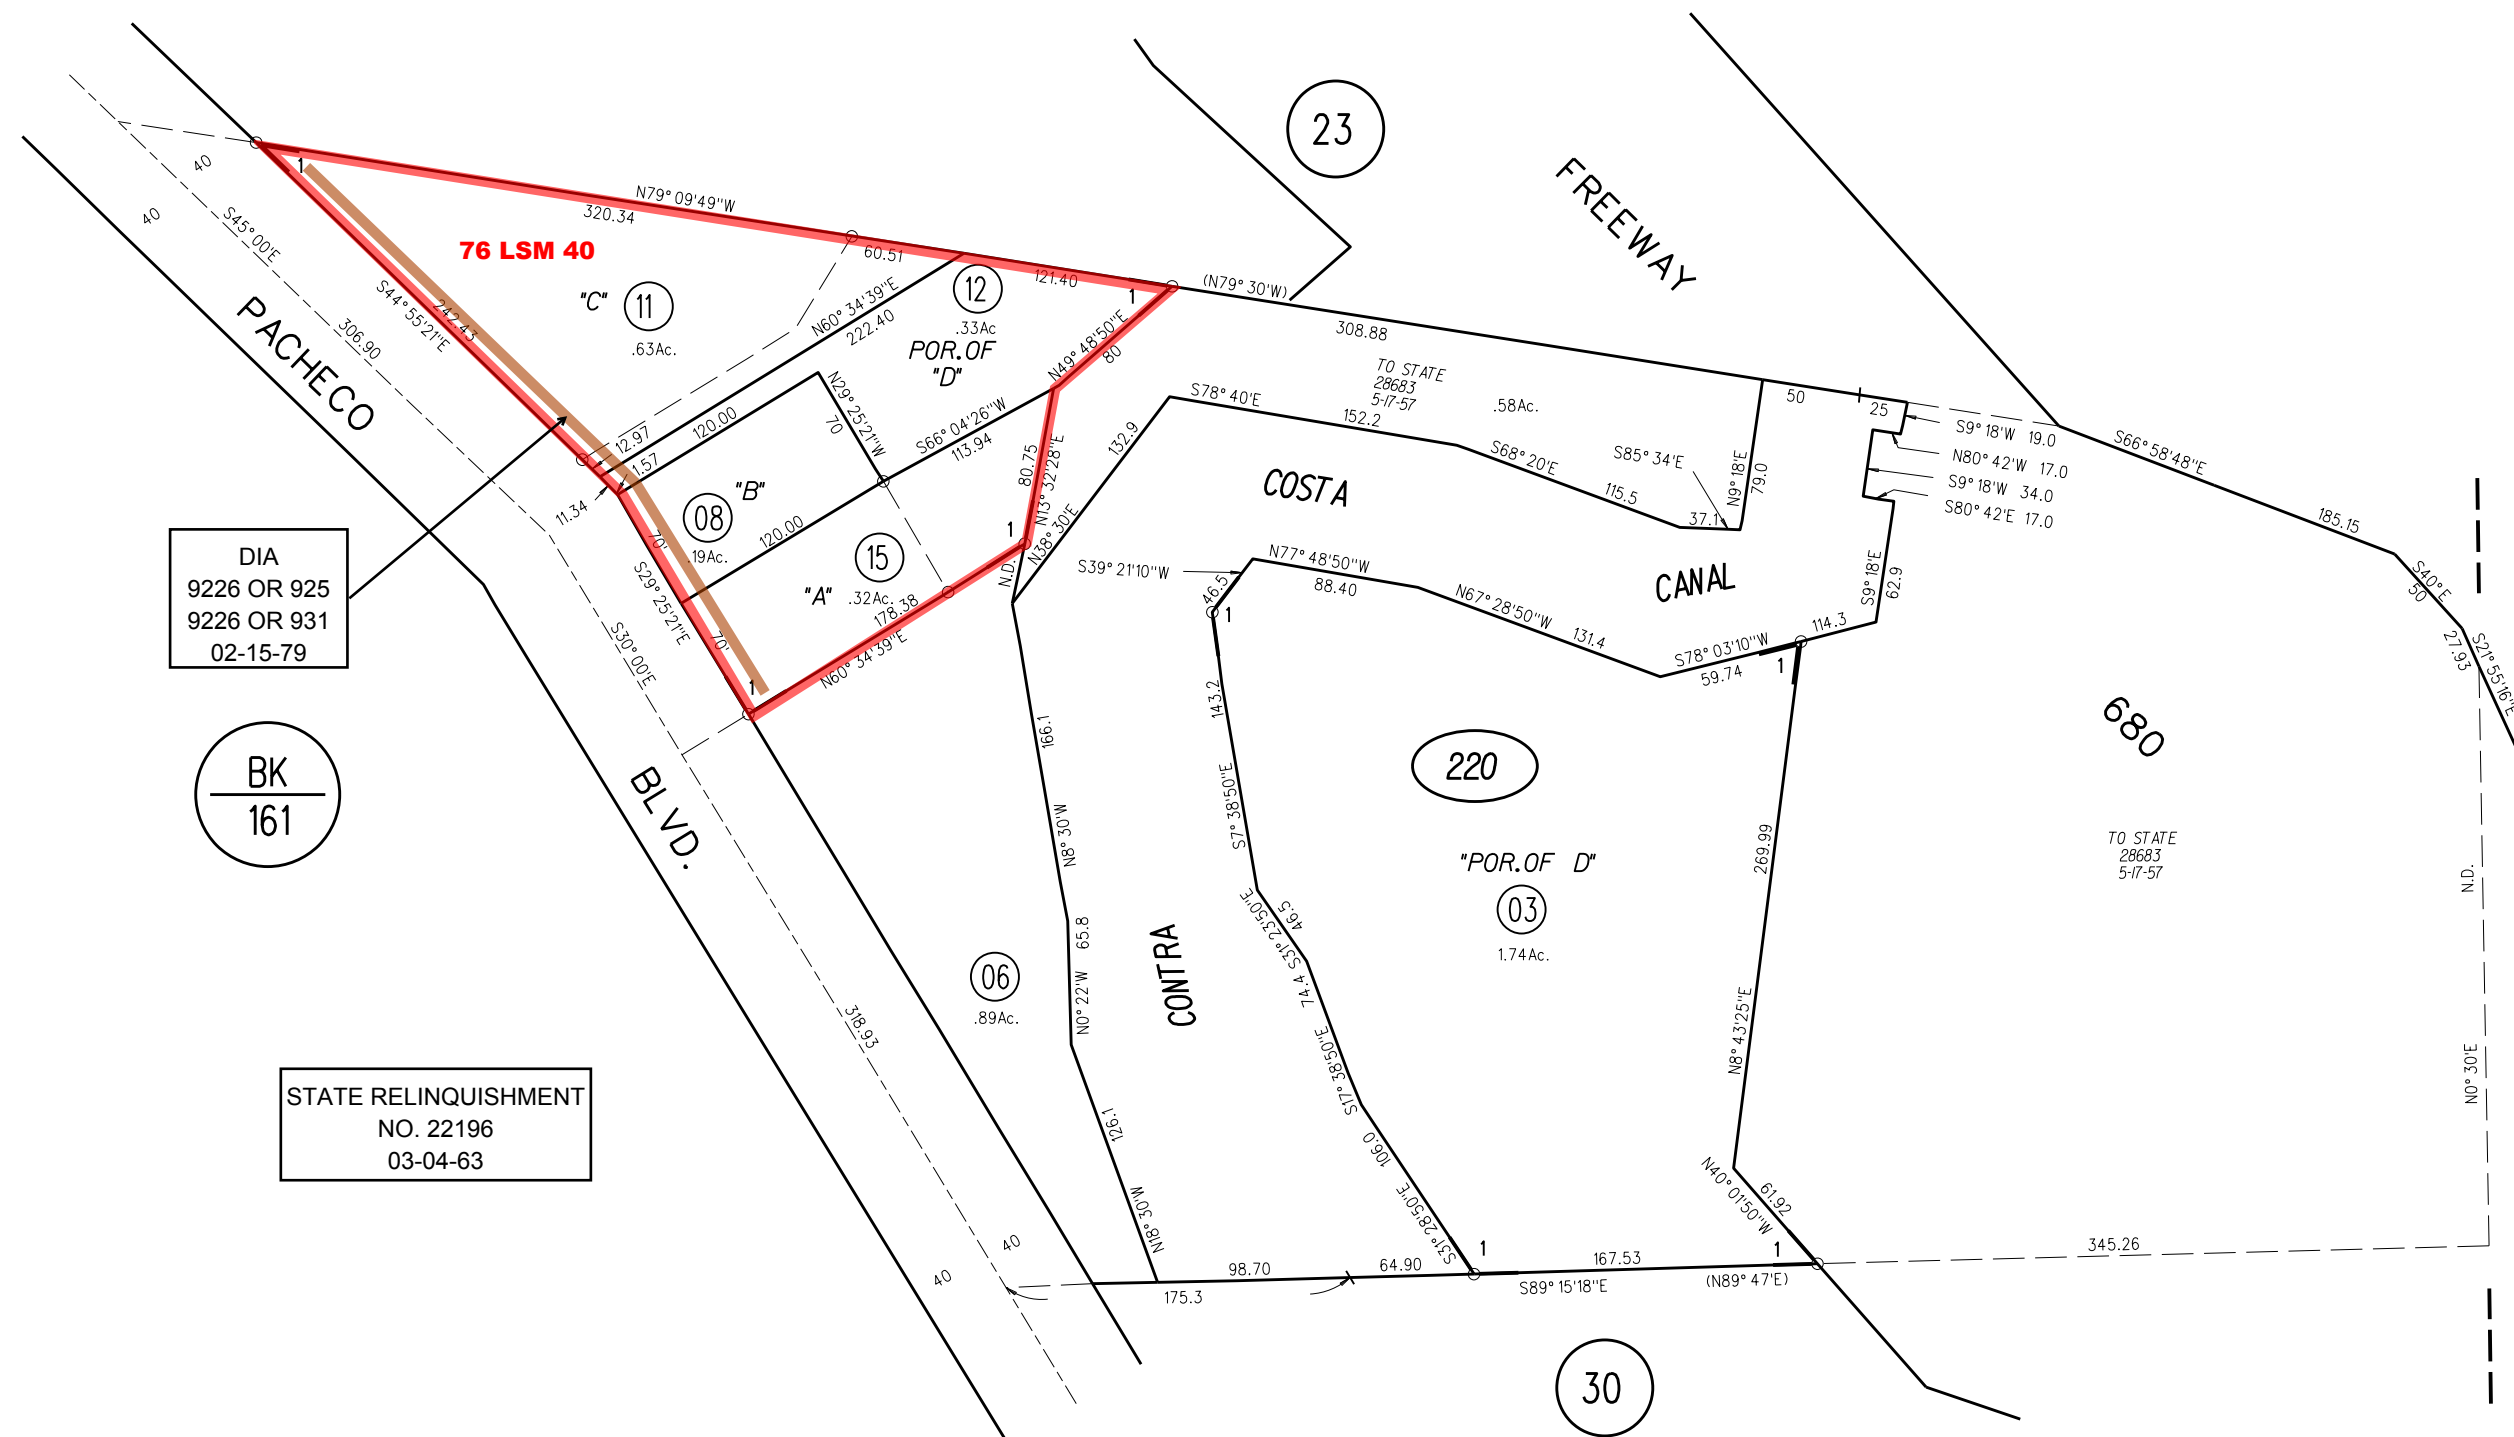 23
FREEWAY
40
40
1
N79° 09'49"W
320.34
76 LSM 40
S45° 00'E
S44° 55'21"E
242.43
306.90
PACHECO
"C"
11
.63Ac.
60.51
121.40
1
12
.33Ac
POR.OF
"D"
N60° 34'39"E
222.40
N49° 48'50"E
80
(N79° 30'W)
308.88
TO STATE
28683
5-17-57
.58Ac.
50
25
S9° 18'W 19.0
N80° 42'W 17.0
S9° 18'W 34.0
S80° 42'E 17.0
S66° 58'48"E
185.15
S40° E
50
S21° 55'16"E
27.93
S78° 40'E
152.2
S68° 20'E
115.5
S85° 34'E
37.1
N9° 18'E
79.0
S9° 18'E
62.9
114.3
132.9
N38° 30'E
12.97
1.57
11.34
120.00
N29° 25'21"W
70
S66° 04'26"W
113.94
80.75
N13° 32'28"E
1
N.D.
"B"
08
.19Ac.
70'
120.00
15
"A"
.32Ac.
178.38
N60° 34'39"E
S29° 25'21"E
70'
1
S30° 00'E
DIA
9226 OR 925
9226 OR 931
02-15-79
BK
161
BLVD.
COSTA
CANAL
S39° 21'10"W
46.5
1
N77° 48'50"W
88.40
N67° 28'50"W
131.4
S78° 03'10"W
59.74
1
143.2
S7° 38'50"E
166.1
N8° 30'W
220
680
"POR.OF D"
03
1.74Ac.
269.99
N8° 43'25"E
TO STATE
28683
5-17-57
N.D.
N0° 30'E
CONTRA
46.5
S31° 23'50"E
74.4
S17° 38'50"E
106.0
S31° 28'50"E
06
.89Ac.
65.8
N0° 22'W
126.1
N18° 30'W
318.93
40
40
STATE RELINQUISHMENT
NO. 22196
03-04-63
N40° 01'50"W
61.92
98.70
175.3
64.90
1
167.53
1
S89° 15'18"E
(N89° 47'E)
345.26
30